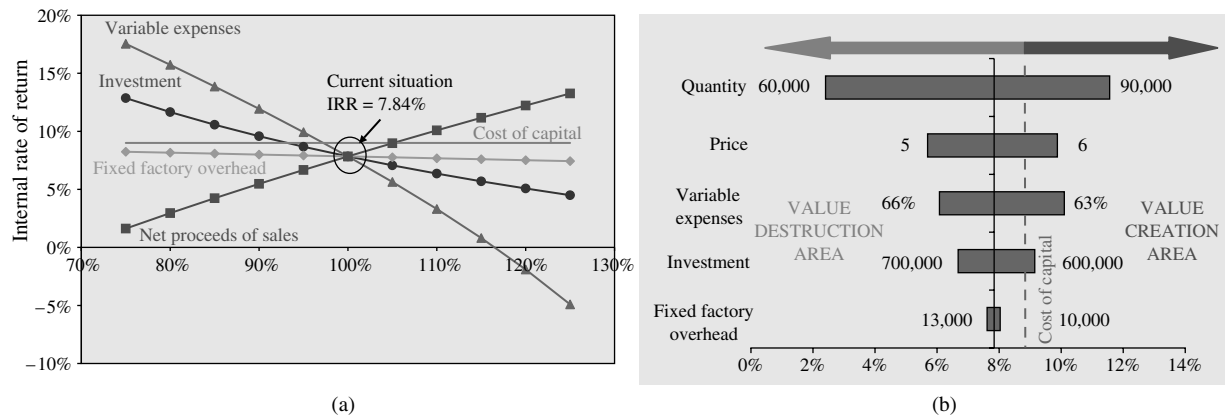 20%
15%
10%
5%
0%
−5%
−10%
Internal rate of return
Variable expenses
Investment
Current situation
IRR = 7.84%
Cost of capital
Fixed factory overhead
Net proceeds of sales
70%
80%
90%
100%
110%
120%
130%
(a)
Quantity
60,000
90,000
Price
5
6
Variable
expenses
66%
63%
VALUE
DESTRUCTION
AREA
VALUE
CREATION
AREA
Investment
700,000
600,000
Fixed factory
overhead
13,000
10,000
Cost of capital
0%
2%
4%
6%
8%
10%
12%
14%
(b)